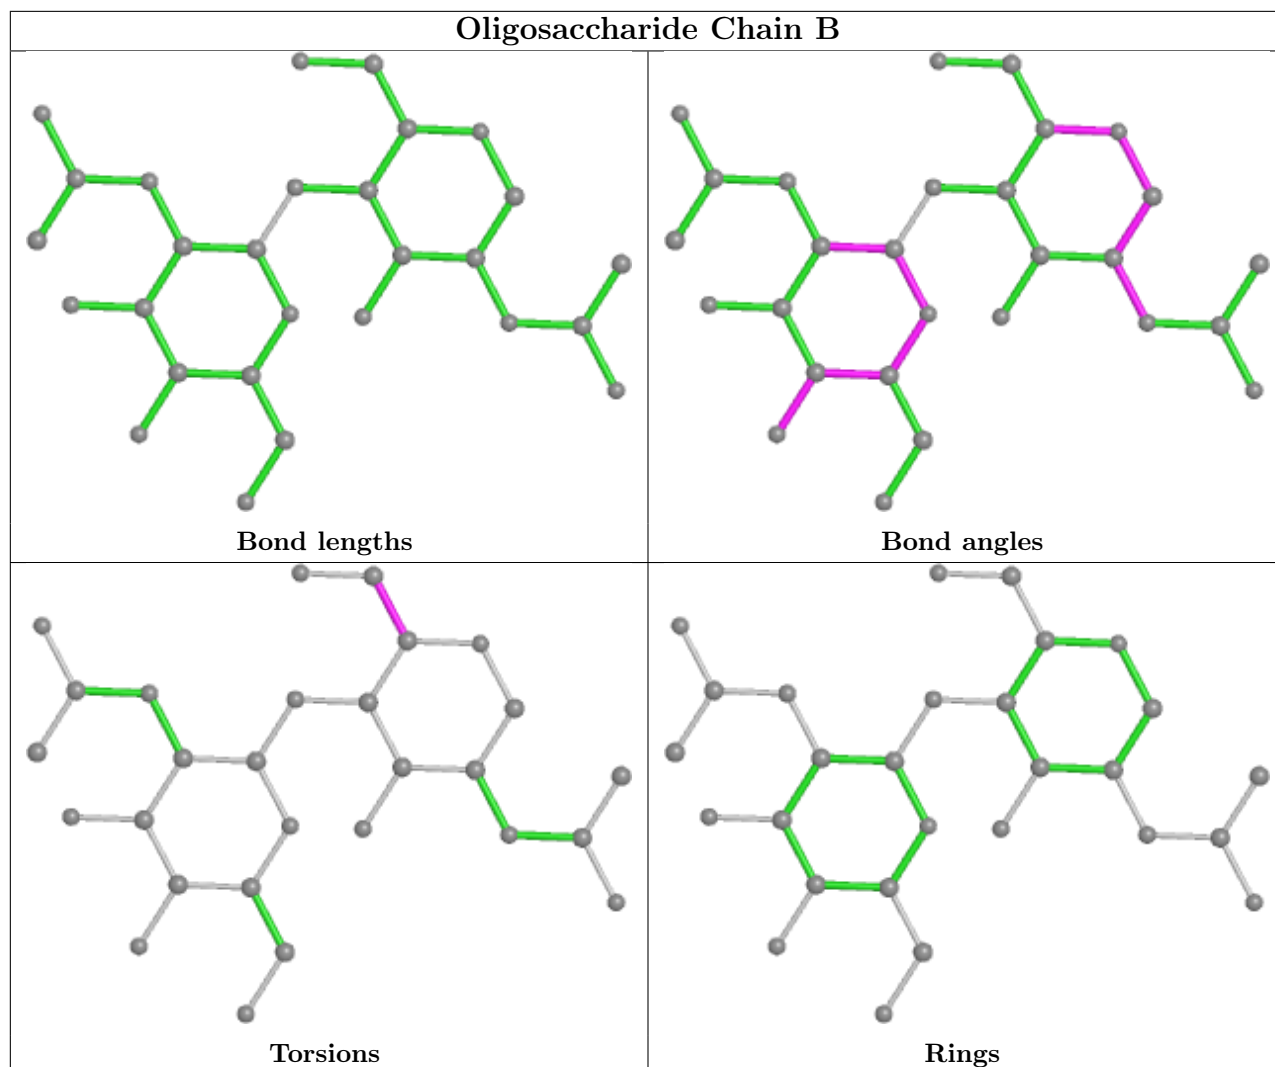 Oligosaccharide Chain B
Bond lengths
Bond angles
Torsions
Rings